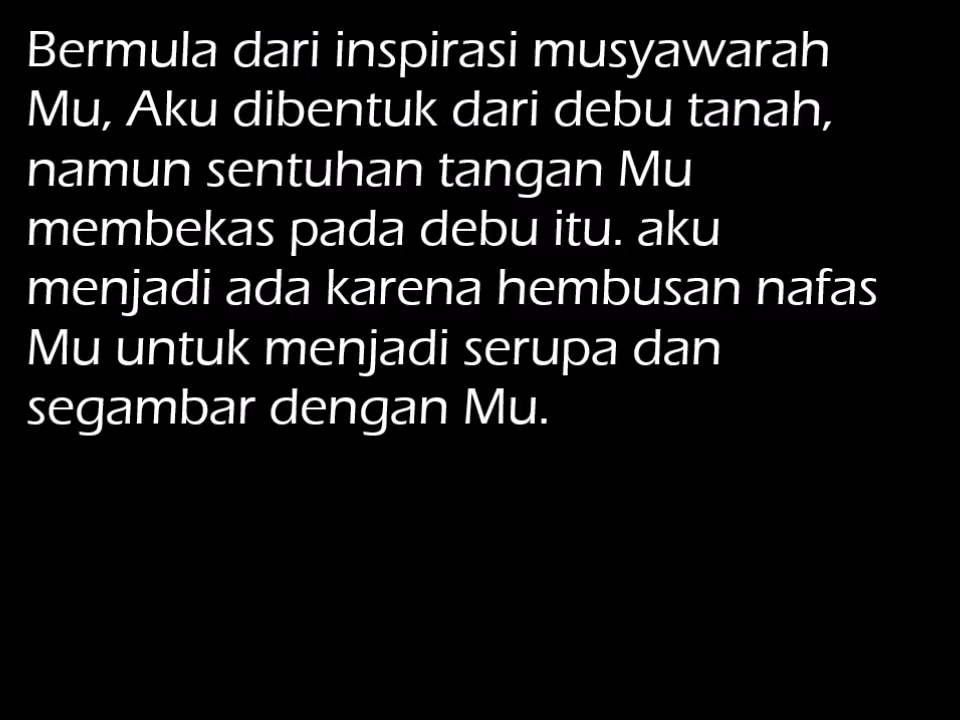 Bermula dari inspirasi musyawarah
Mu, Aku dibentuk dari debu tanah,
namun sentuhan tangan Mu
membekas pada debu itu. aku
menjadi ada karena hembusan nafas
Mu untuk menjadi serupa dan
segambar dengan Mu.